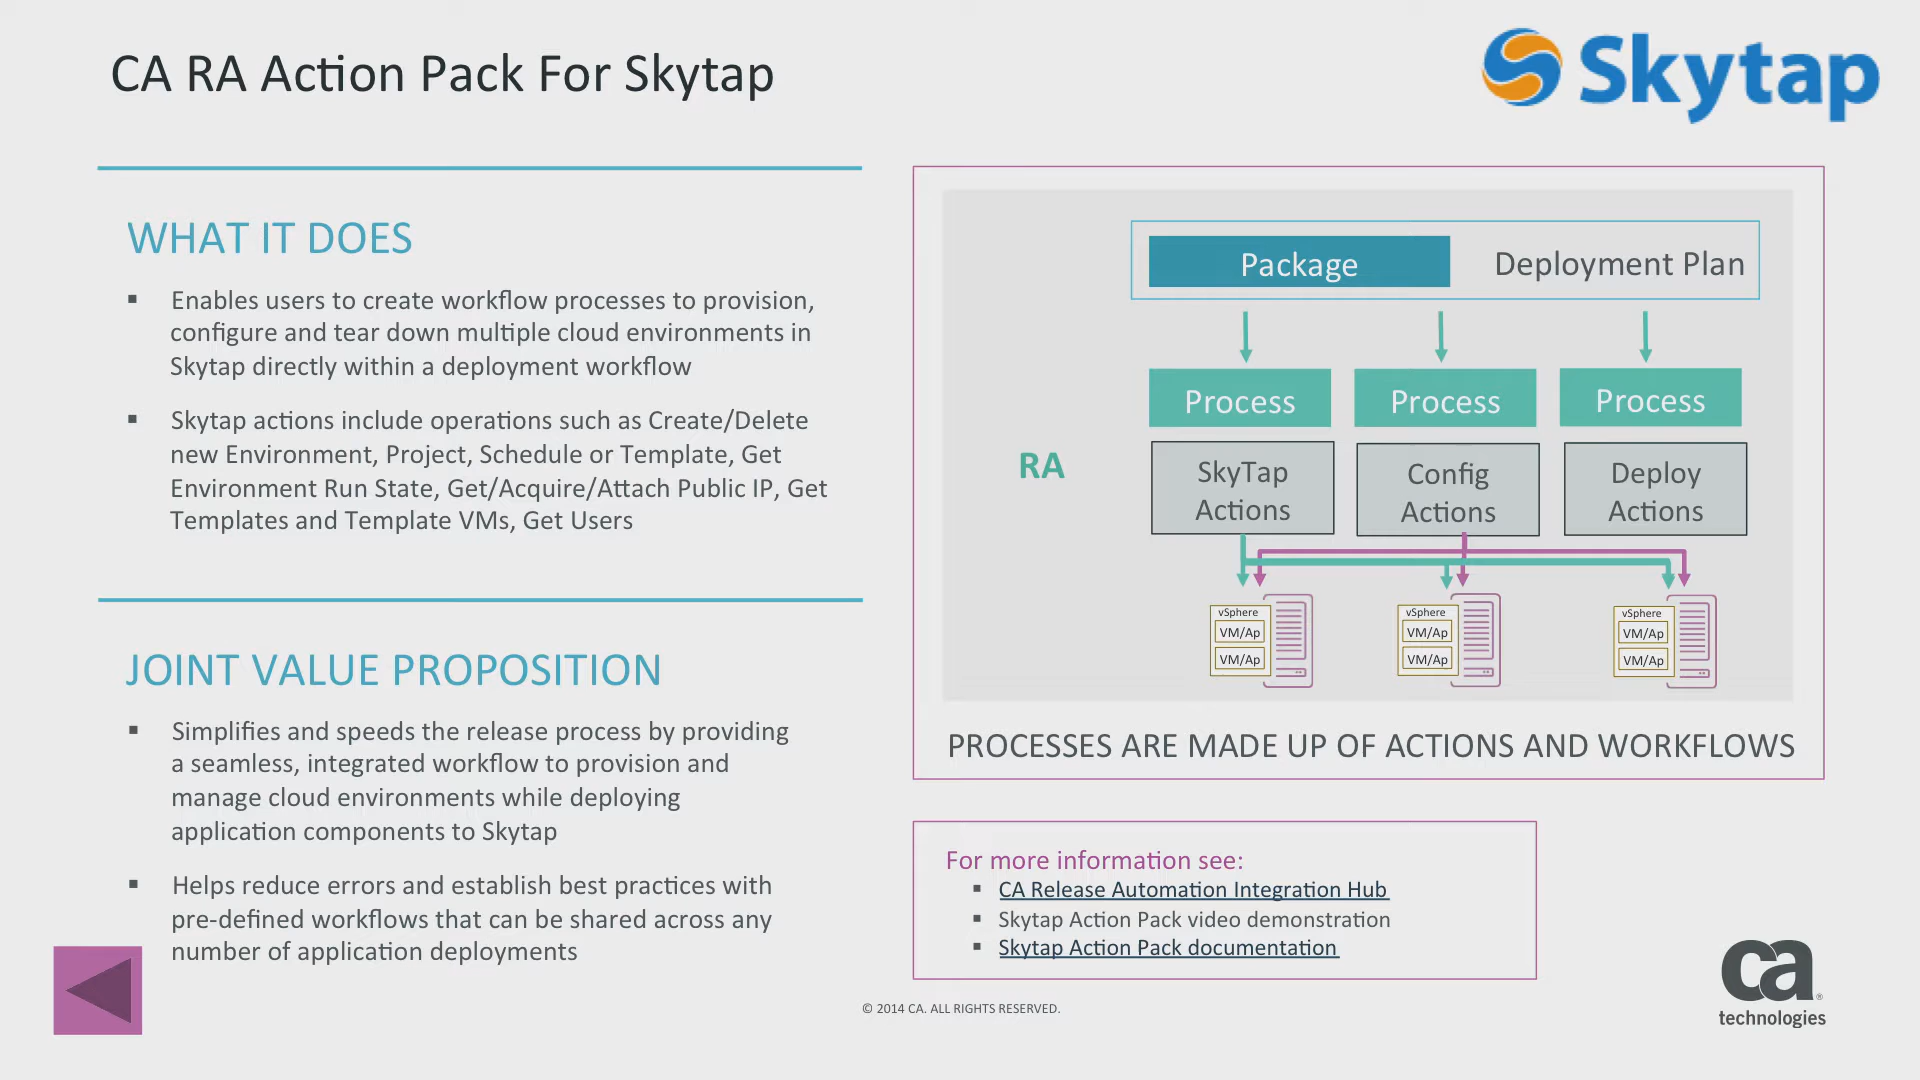 CA RA Action Pack For Skytap
Skytap
WHAT IT DOES
▪ Enables users to create workflow processes to provision,
configure and tear down multiple cloud environments in
Skytap directly within a deployment workflow
▪ Skytap actions include operations such as Create/Delete
new Environment, Project, Schedule or Template, Get
Environment Run State, Get/Acquire/Attach Public IP, Get
Templates and Template VMs, Get Users
JOINT VALUE PROPOSITION
▪ Simplifies and speeds the release process by providing
a seamless, integrated workflow to provision and
manage cloud environments while deploying
application components to Skytap
▪ Helps reduce errors and establish best practices with
pre-defined workflows that can be shared across any
number of application deployments
Package Deployment Plan
Process Process Process
RA
SkyTap Config Deploy
Actions Actions Actions
vSphere vSphere vSphere
VM/Ap VM/Ap VM/Ap
VM/Ap VM/Ap VM/Ap
PROCESSES ARE MADE UP OF ACTIONS AND WORKFLOWS
For more information see:
▪ CA Release Automation Integration Hub
▪ Skytap Action Pack video demonstration
▪ Skytap Action Pack documentation
© 2014 CA. ALL RIGHTS RESERVED.
ca®
technologies